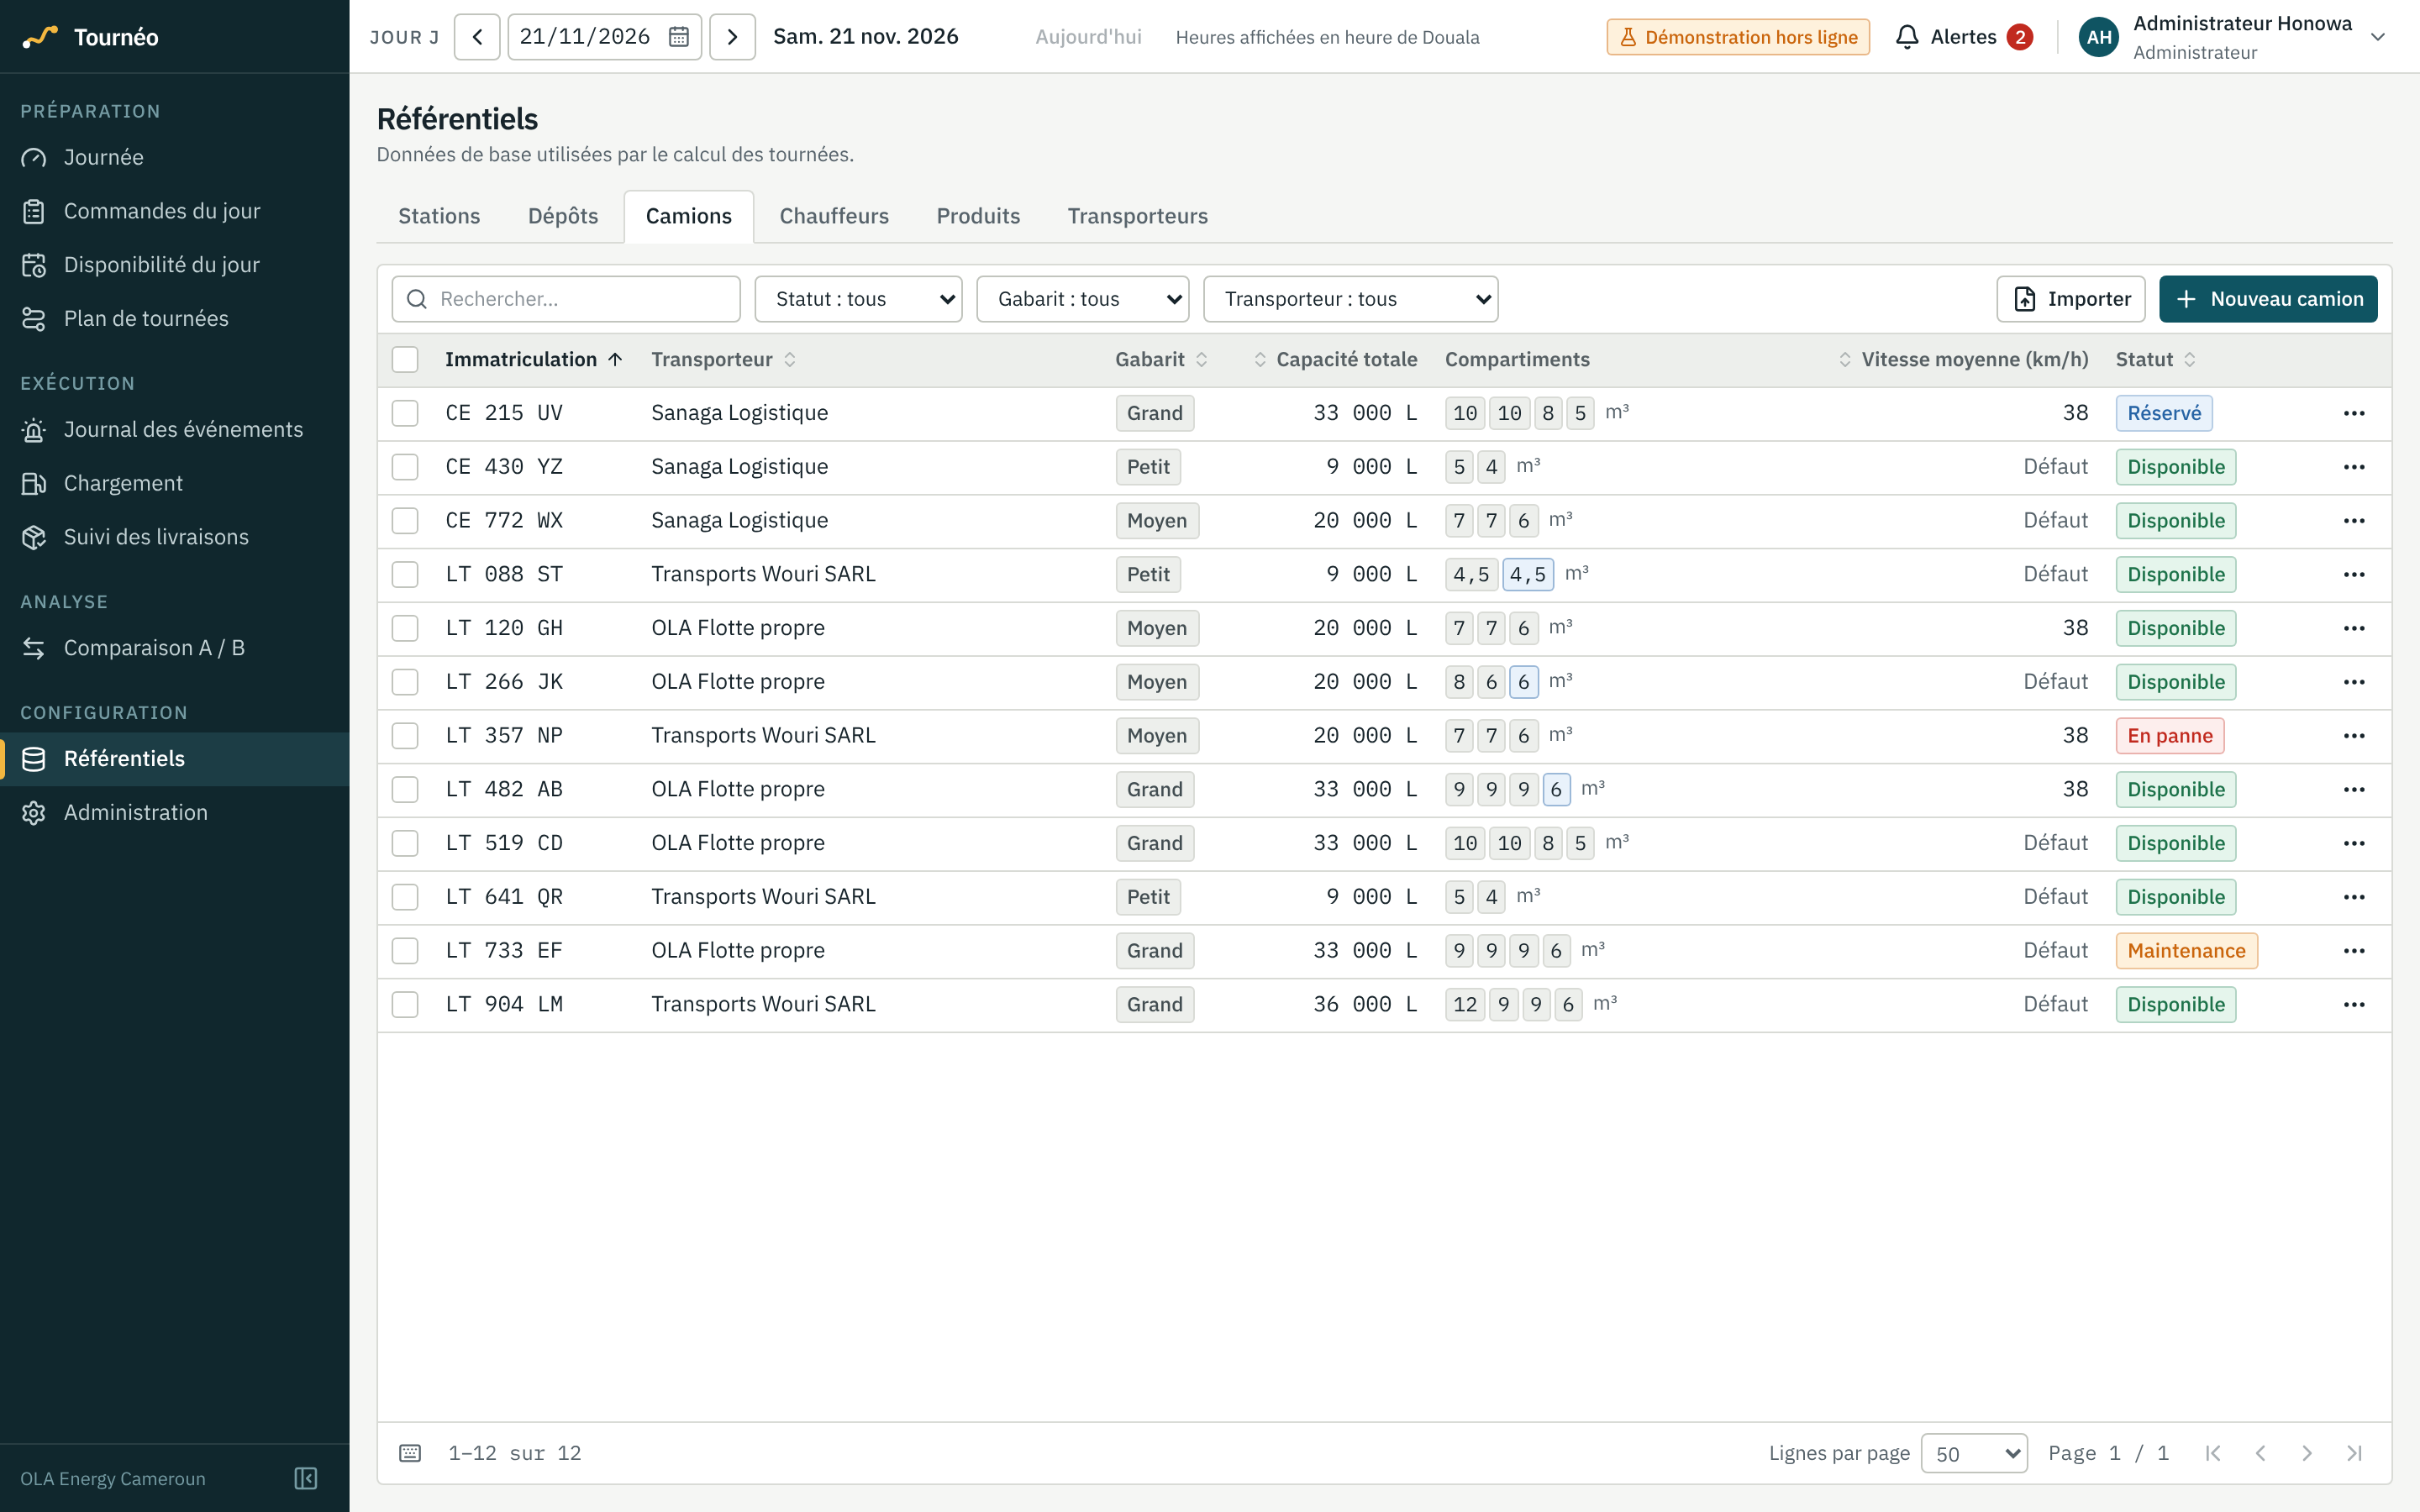 Tournéo
JOUR J
21/11/2026
Sam. 21 nov. 2026
Aujourd'hui
Heures affichées en heure de Douala
Démonstration hors ligne
Alertes 2
AH
Administrateur Honowa
Administrateur
PRÉPARATION
Journée
Commandes du jour
Disponibilité du jour
Plan de tournées
EXÉCUTION
Journal des événements
Chargement
Suivi des livraisons
ANALYSE
Comparaison A / B
CONFIGURATION
Référentiels
Administration
OLA Energy Cameroun
Référentiels
Données de base utilisées par le calcul des tournées.
Stations Dépôts Camions Chauffeurs Produits Transporteurs
Rechercher... Statut : tous Gabarit : tous Transporteur : tous Importer Nouveau camion
Immatriculation Transporteur Gabarit Capacité totale Compartiments Vitesse moyenne (km/h) Statut
CE 215 UV Sanaga Logistique Grand 33 000 L 10 10 8 5 m³ 38 Réservé
CE 430 YZ Sanaga Logistique Petit 9 000 L 5 4 m³ Défaut Disponible
CE 772 WX Sanaga Logistique Moyen 20 000 L 7 7 6 m³ Défaut Disponible
LT 088 ST Transports Wouri SARL Petit 9 000 L 4,5 4,5 m³ Défaut Disponible
LT 120 GH OLA Flotte propre Moyen 20 000 L 7 7 6 m³ 38 Disponible
LT 266 JK OLA Flotte propre Moyen 20 000 L 8 6 6 m³ Défaut Disponible
LT 357 NP Transports Wouri SARL Moyen 20 000 L 7 7 6 m³ 38 En panne
LT 482 AB OLA Flotte propre Grand 33 000 L 9 9 9 6 m³ 38 Disponible
LT 519 CD OLA Flotte propre Grand 33 000 L 10 10 8 5 m³ Défaut Disponible
LT 641 QR Transports Wouri SARL Petit 9 000 L 5 4 m³ Défaut Disponible
LT 733 EF OLA Flotte propre Grand 33 000 L 9 9 9 6 m³ Défaut Maintenance
LT 904 LM Transports Wouri SARL Grand 36 000 L 12 9 9 6 m³ Défaut Disponible
1–12 sur 12
Lignes par page 50 Page 1 / 1